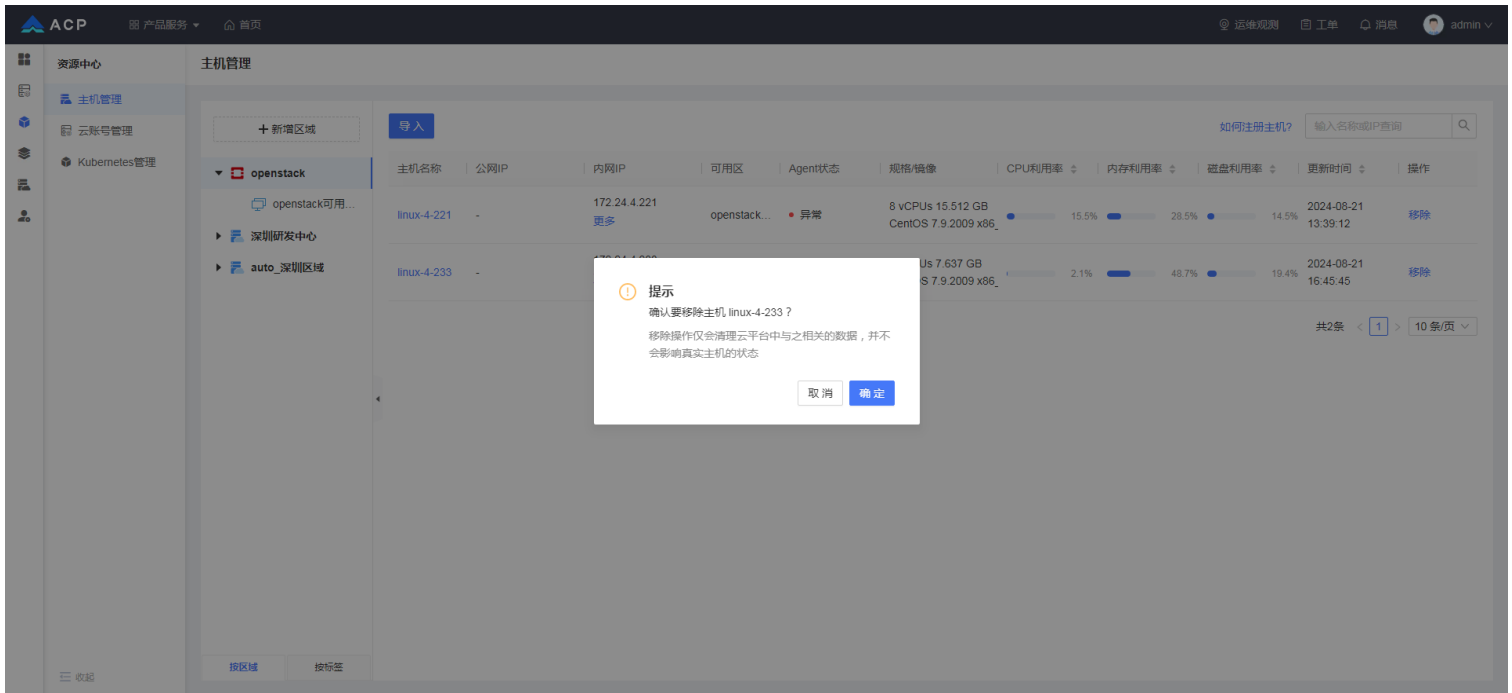 ACP
产品服务
首页
运维观测
工单
消息
admin
资源中心
主机管理
云账号管理
Kubernetes管理
收起
主机管理
新增区域
openstack
openstack可用...
深圳研发中心
auto_深圳区域
按区域
按标签
导入
如何注册主机?
输入名称或IP查询
主机名称 公网IP 内网IP 可用区 Agent状态 规格/镜像 CPU利用率 内存利用率 磁盘利用率 更新时间 操作
linux-4-221 - 172.24.4.221 更多 openstack... 异常 8 vCPUs 15.512 GB CentOS 7.9.2009 x86_ 15.5% 28.5% 14.5% 2024-08-21 13:39:12 移除
linux-4-233 - Us 7.637 GB S 7.9.2009 x86_ 2.1% 48.7% 19.4% 2024-08-21 16:45:45 移除
共2条 < 1 > 10 条/页
提示
确认要移除主机 linux-4-233？
移除操作仅会清理云平台中与之相关的数据，并不
会影响真实主机的状态
取消
确定